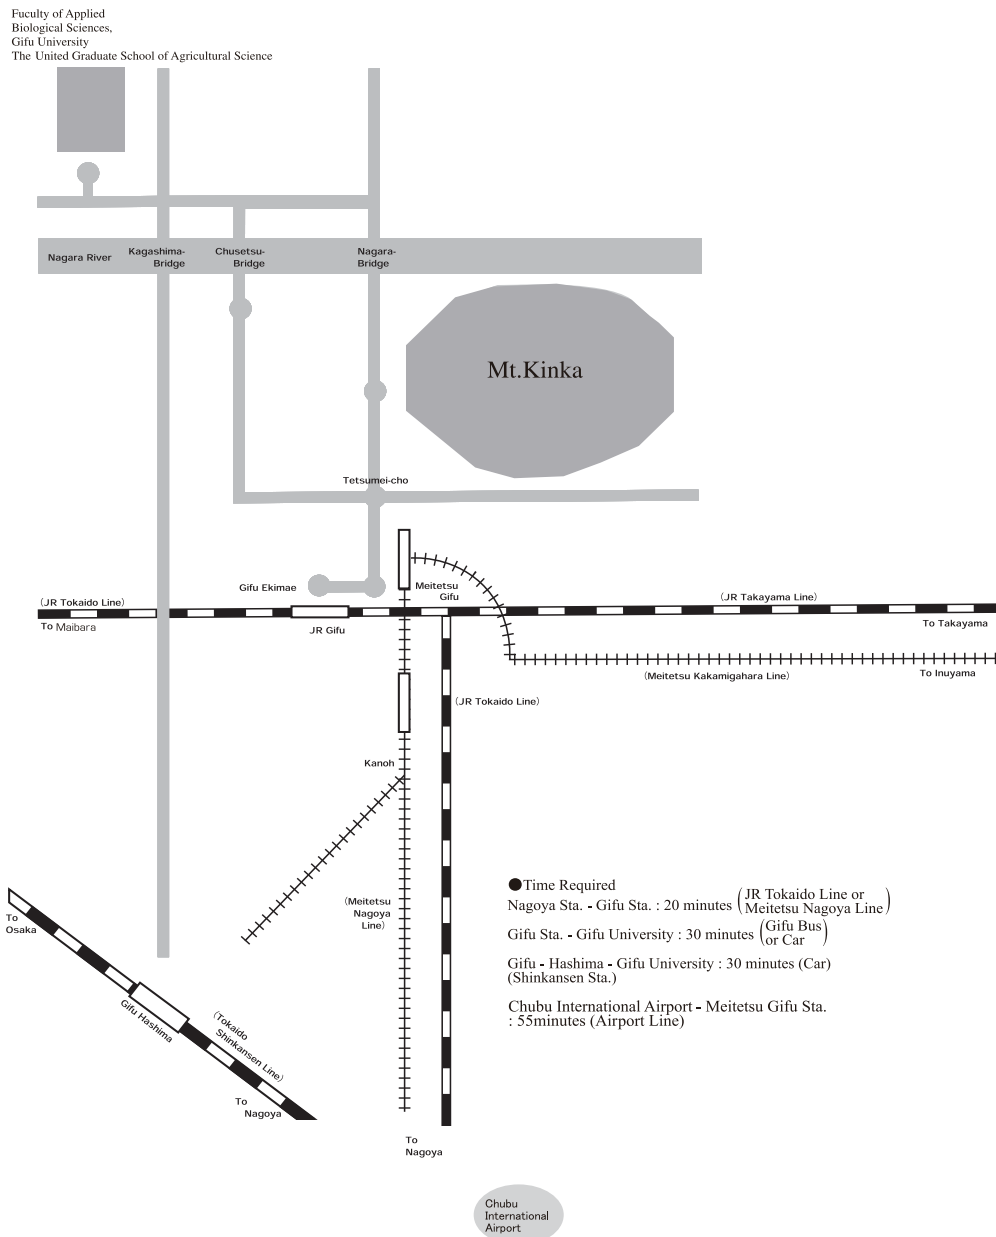 Fuculty of Applied
Biological Sciences,
Gifu University
The United Graduate School of Agricultural Science
Nagara River
Kagashima-
Bridge
Chusetsu-
Bridge
Nagara-
Bridge
Mt.Kinka
Tetsumei-cho
Gifu Ekimae
Meitetsu
Gifu
(JR Tokaido Line)
To Maibara
JR Gifu
(JR Takayama Line)
To Takayama
(Meitetsu Kakamigahara Line)
To Inuyama
(JR Tokaido Line)
Kanoh
(Meitetsu
Nagoya
Line)
To
Osaka
Gifu Hashima
(Tokaido
Shinkansen Line)
To
Nagoya
To
Nagoya
●Time Required
Nagoya Sta. - Gifu Sta. : 20 minutes (JR Tokaido Line or
Meitetsu Nagoya Line)
Gifu Sta. - Gifu University : 30 minutes (Gifu Bus
or Car)
Gifu - Hashima - Gifu University : 30 minutes (Car)
(Shinkansen Sta.)
Chubu International Airport - Meitetsu Gifu Sta.
: 55minutes (Airport Line)
Chubu
International
Airport